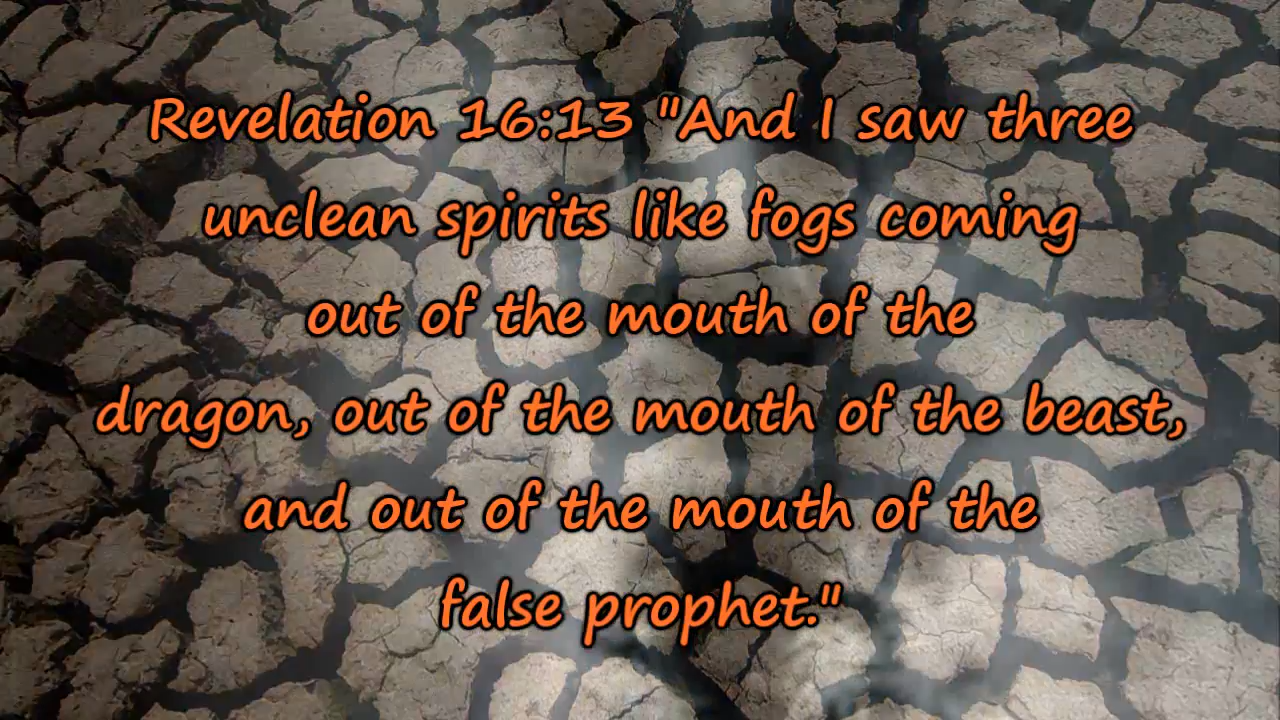 Revelation 16:13 "And I saw three
unclean spirits like fogs coming
out of the mouth of the
dragon, out of the mouth of the beast,
and out of the mouth of the
false prophet."